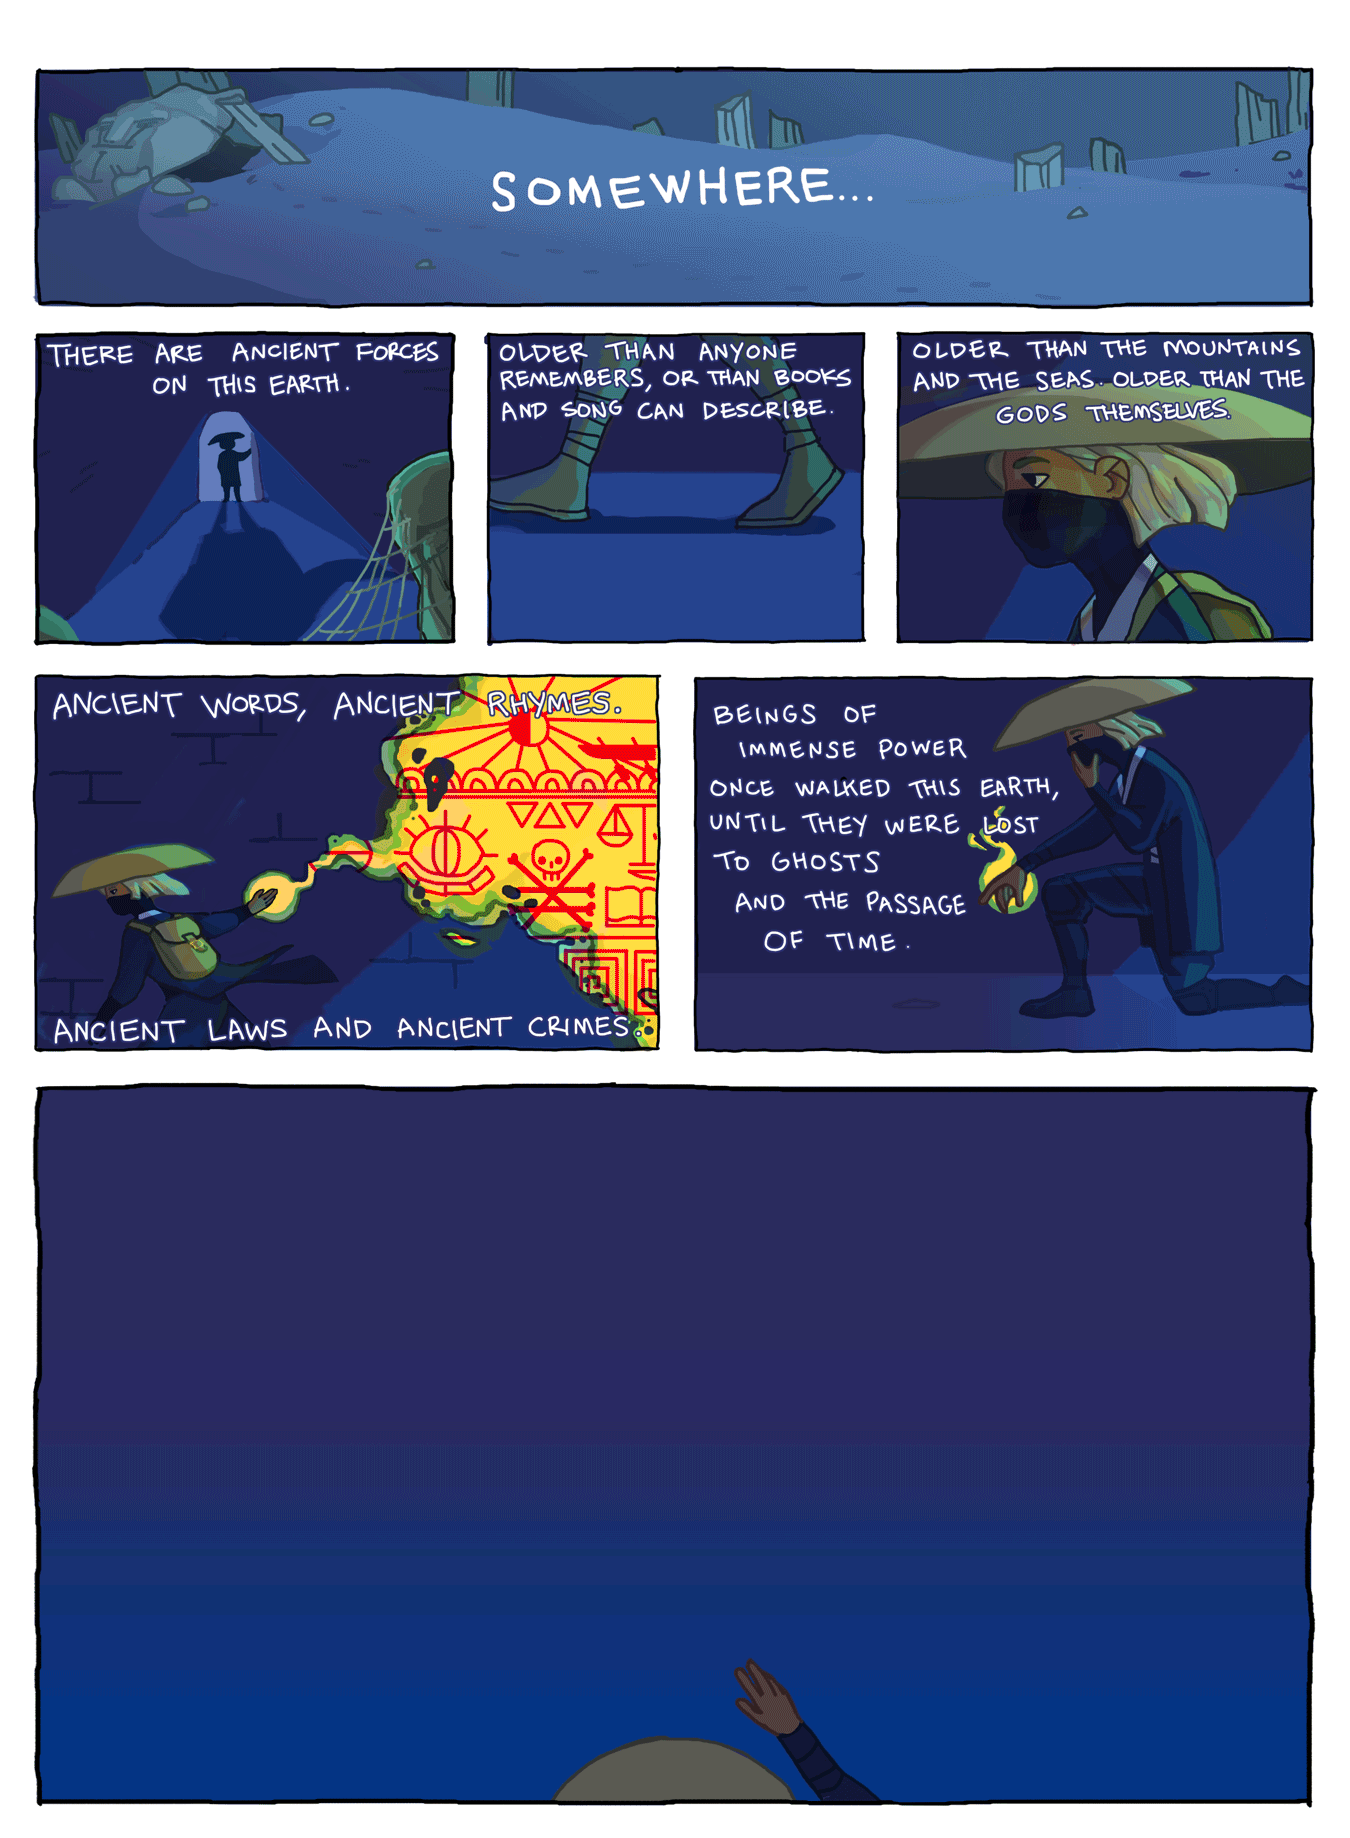 SOMEWHERE...
THERE ARE ANCIENT FORCES
ON THIS EARTH.
OLDER THAN ANYONE
REMEMBERS, OR THAN BOOKS
AND SONG CAN DESCRIBE.
OLDER THAN THE MOUNTAINS
AND THE SEAS. OLDER THAN THE
GODS THEMSELVES.
ANCIENT WORDS, ANCIENT RHYMES.
ANCIENT LAWS AND ANCIENT CRIMES.
BEINGS OF
IMMENSE POWER
ONCE WALKED THIS EARTH,
UNTIL THEY WERE LOST
TO GHOSTS
AND THE PASSAGE
OF TIME.